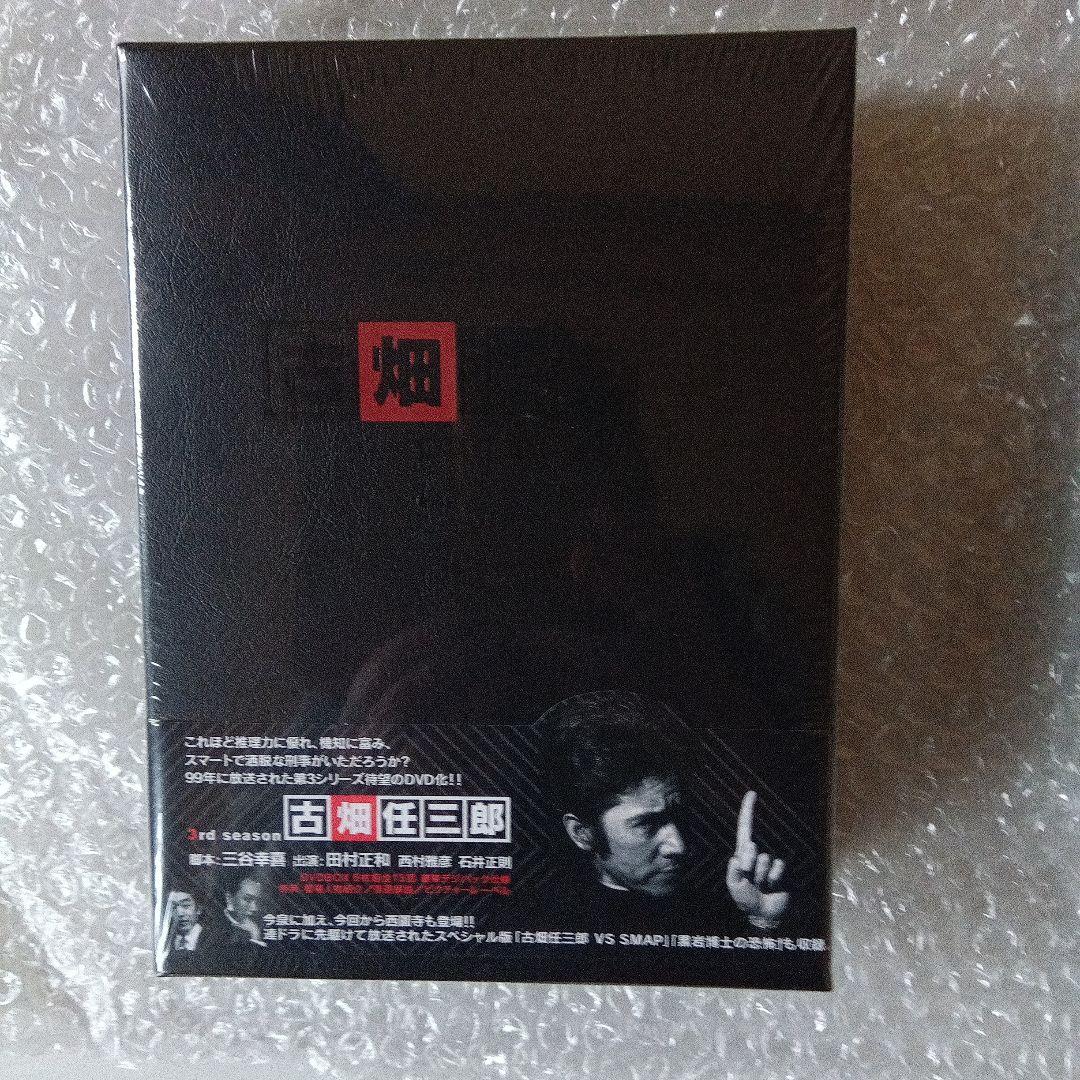 畑
これほど推理力に優れ、機知に富み、
スマートで洒脱な刑事がいただろうか?
99年に放送された第3シリーズ待望のDVD化!!
3rd season 古畑任三郎
脚本:三谷幸喜 出演:田村正和 西村雅彦 石井正則
DVDBOX
今泉に加え、今回から西園寺も登場!!
連ドラに先駆けて放送されたスペシャル版『古畑任三郎 VS SMAP』『黒岩博士の恐怖』も収録